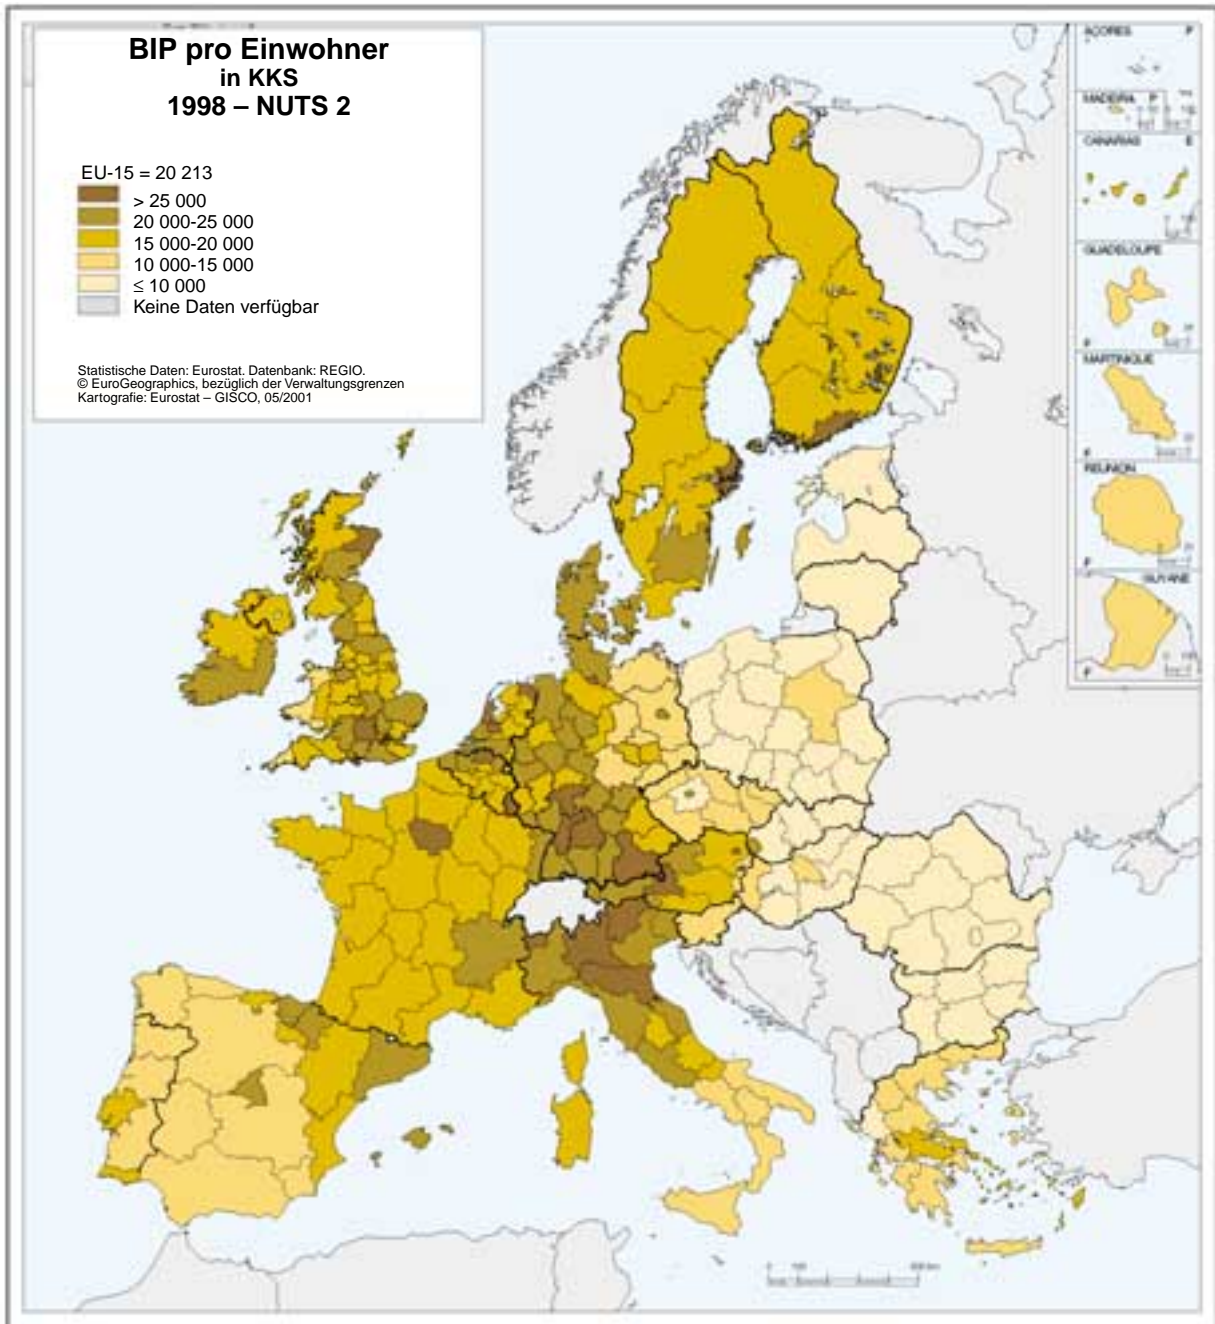 BIP pro Einwohner
in KKS
1998 – NUTS 2
EU-15 = 20 213
> 25 000
20 000-25 000
15 000-20 000
10 000-15 000
≤ 10 000
Keine Daten verfügbar
Statistische Daten: Eurostat. Datenbank: REGIO.
© EuroGeographics, bezüglich der Verwaltungsgrenzen
Kartografie: Eurostat – GISCO, 05/2001
AÇORES P
MADEIRA P
CANARIAS E
GUADELOUPE
F
MARTINIQUE
F
REUNION
F
GUYANE
F